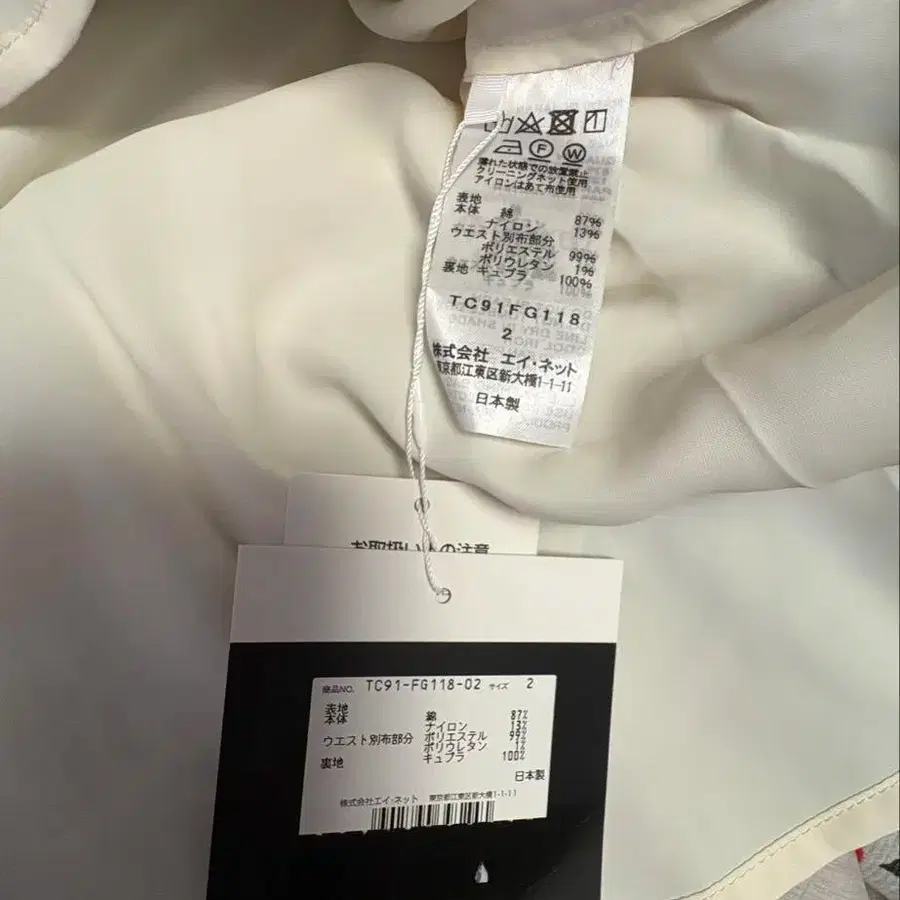 F W
濡れた状態での放置禁止
クリーニングネット使用
アイロンはあて布使用
表地
本体 綿 87%
ナイロン 13%
ウエスト別布部分
ポリエステル 99%
ポリウレタン 1%
裏地 キュプラ 100%
TC91FG118
2
株式会社 エイ・ネット
東京都江東区新大橋1-1-11
日本製
お取扱い上の注意
商品NO. TC91-FG118-02 サイズ 2
表地
本体 綿 87%
ナイロン 13%
ウエスト別布部分 ポリエステル 99%
ポリウレタン 1%
裏地 キュプラ 100%
日本製
株式会社エイ・ネット 東京都江東区新大橋1-1-11